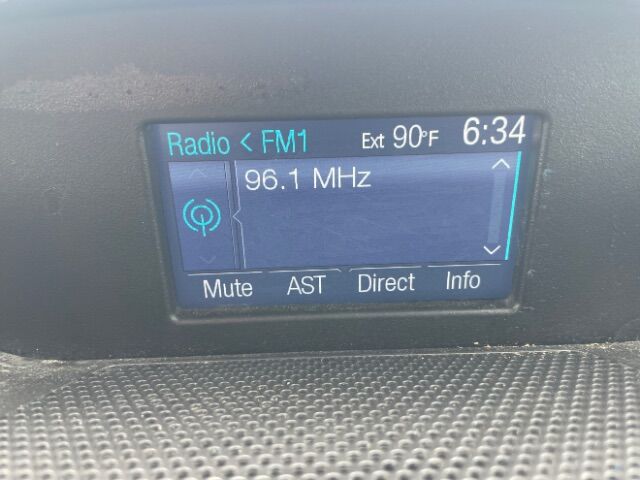 Radio < FM1 Ext 90°F 6:34
96.1 MHz
Mute AST Direct Info